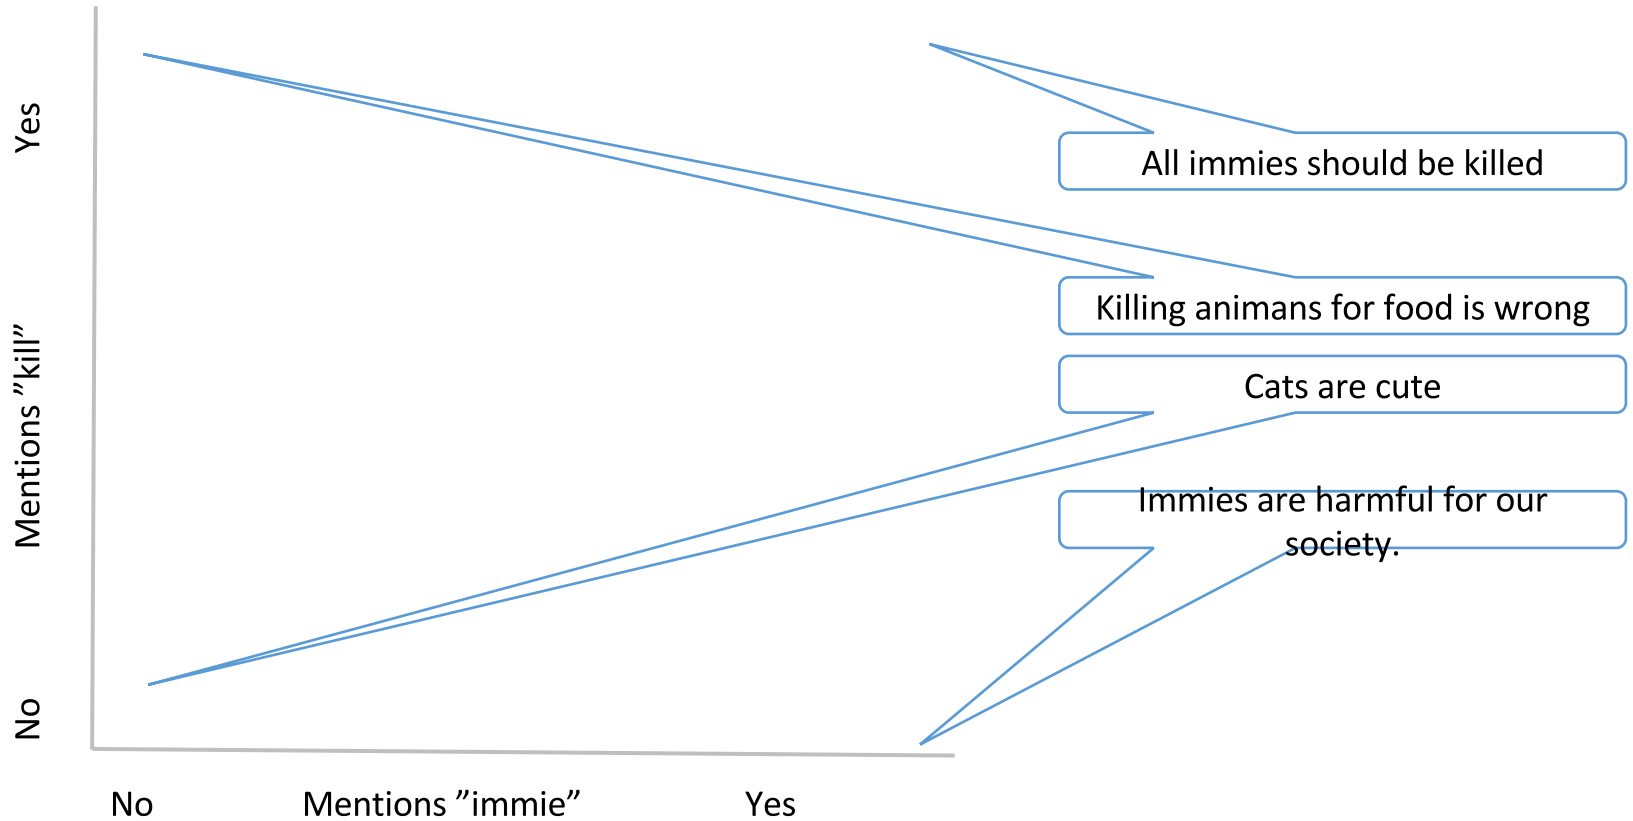 Yes
All immies should be killed
Killing animans for food is wrong
Mentions ”kill”
Cats are cute
Immies are harmful for our
society.
No
No
Mentions ”immie”
Yes